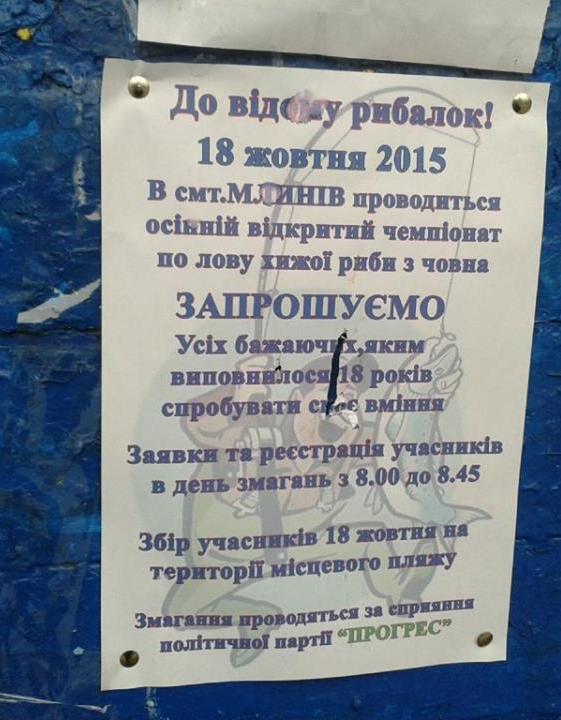 До відому рибалок!
18 жовтня 2015
В смт.МЛИНІВ проводиться
осінній відкритий чемпіонат
по лову хижої риби з човна
ЗАПРОШУЄМО
Усіх бажаючих,яким
виповнилося 18 років
спробувати своє вміння
Заявки та реєстрація учасників
в день змагань з 8.00 до 8.45
Збір учасників 18 жовтня на
території місцевого пляжу
Змагання проводяться за сприяння
політичної партії “ПРОГРЕС”